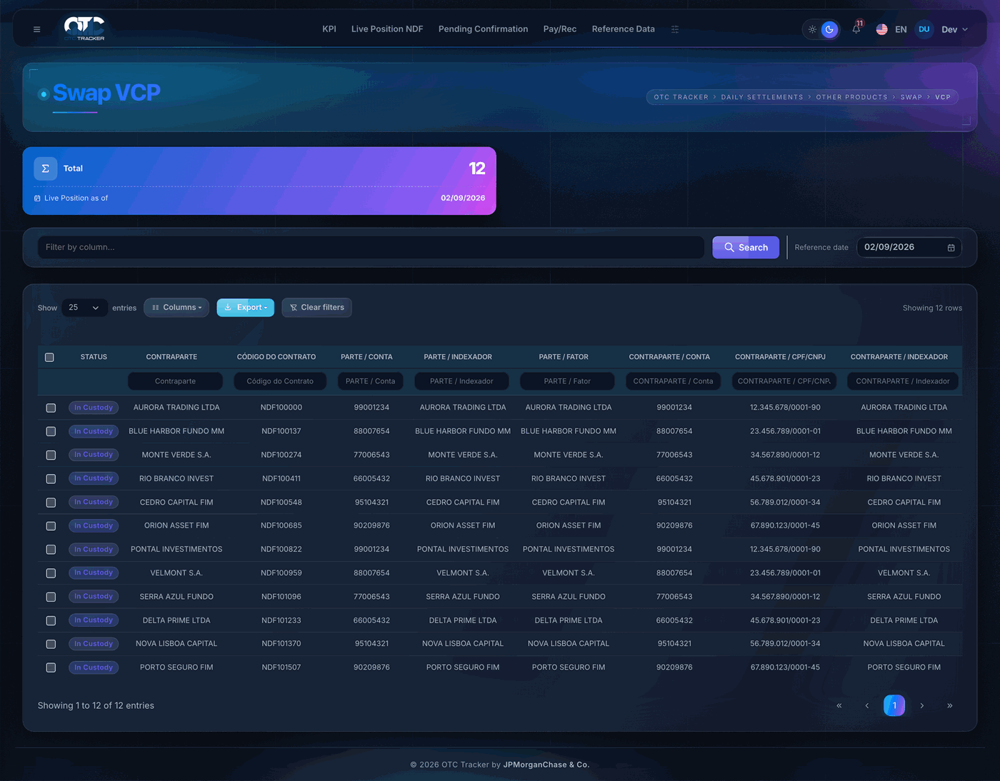 OTC
OTC TRACKER
KPI
Live Position NDF
Pending Confirmation
Pay/Rec
Reference Data
11
EN
DU
Dev
Swap VCP
OTC TRACKER > DAILY SETTLEMENTS > OTHER PRODUCTS > SWAP > VCP
Σ Total 12
Live Position as of 02/09/2026
Filter by column...
Search
Reference date
02/09/2026
Show 25 entries
Columns
Export
Clear filters
Showing 12 rows
STATUS CONTRAPARTE CÓDIGO DO CONTRATO PARTE / CONTA PARTE / INDEXADOR PARTE / FATOR CONTRAPARTE / CONTA CONTRAPARTE / CPF/CNPJ CONTRAPARTE / INDEXADOR
Contraparte Código do Contrato PARTE / Conta PARTE / Indexador PARTE / Fator CONTRAPARTE / Conta CONTRAPARTE / CPF/CNP. CONTRAPARTE / Indexador
In Custody AURORA TRADING LTDA NDF100000 99001234 AURORA TRADING LTDA AURORA TRADING LTDA 99001234 12.345.678/0001-90 AURORA TRADING LTDA
In Custody BLUE HARBOR FUNDO MM NDF100137 88007654 BLUE HARBOR FUNDO MM BLUE HARBOR FUNDO MM 88007654 23.456.789/0001-01 BLUE HARBOR FUNDO MM
In Custody MONTE VERDE S.A. NDF100274 77006543 MONTE VERDE S.A. MONTE VERDE S.A. 77006543 34.567.890/0001-12 MONTE VERDE S.A.
In Custody RIO BRANCO INVEST NDF100411 66005432 RIO BRANCO INVEST RIO BRANCO INVEST 66005432 45.678.901/0001-23 RIO BRANCO INVEST
In Custody CEDRO CAPITAL FIM NDF100548 95104321 CEDRO CAPITAL FIM CEDRO CAPITAL FIM 95104321 56.789.012/0001-34 CEDRO CAPITAL FIM
In Custody ORION ASSET FIM NDF100685 90209876 ORION ASSET FIM ORION ASSET FIM 90209876 67.890.123/0001-45 ORION ASSET FIM
In Custody PONTAL INVESTIMENTOS NDF100822 99001234 PONTAL INVESTIMENTOS PONTAL INVESTIMENTOS 99001234 12.345.678/0001-90 PONTAL INVESTIMENTOS
In Custody VELMONT S.A. NDF100959 88007654 VELMONT S.A. VELMONT S.A. 88007654 23.456.789/0001-01 VELMONT S.A.
In Custody SERRA AZUL FUNDO NDF101096 77006543 SERRA AZUL FUNDO SERRA AZUL FUNDO 77006543 34.567.890/0001-12 SERRA AZUL FUNDO
In Custody DELTA PRIME LTDA NDF101233 66005432 DELTA PRIME LTDA DELTA PRIME LTDA 66005432 45.678.901/0001-23 DELTA PRIME LTDA
In Custody NOVA LISBOA CAPITAL NDF101370 95104321 NOVA LISBOA CAPITAL NOVA LISBOA CAPITAL 95104321 56.789.012/0001-34 NOVA LISBOA CAPITAL
In Custody PORTO SEGURO FIM NDF101507 90209876 PORTO SEGURO FIM PORTO SEGURO FIM 90209876 67.890.123/0001-45 PORTO SEGURO FIM
Showing 1 to 12 of 12 entries
« ‹ 1 › »
© 2026 OTC Tracker by JPMorganChase & Co.